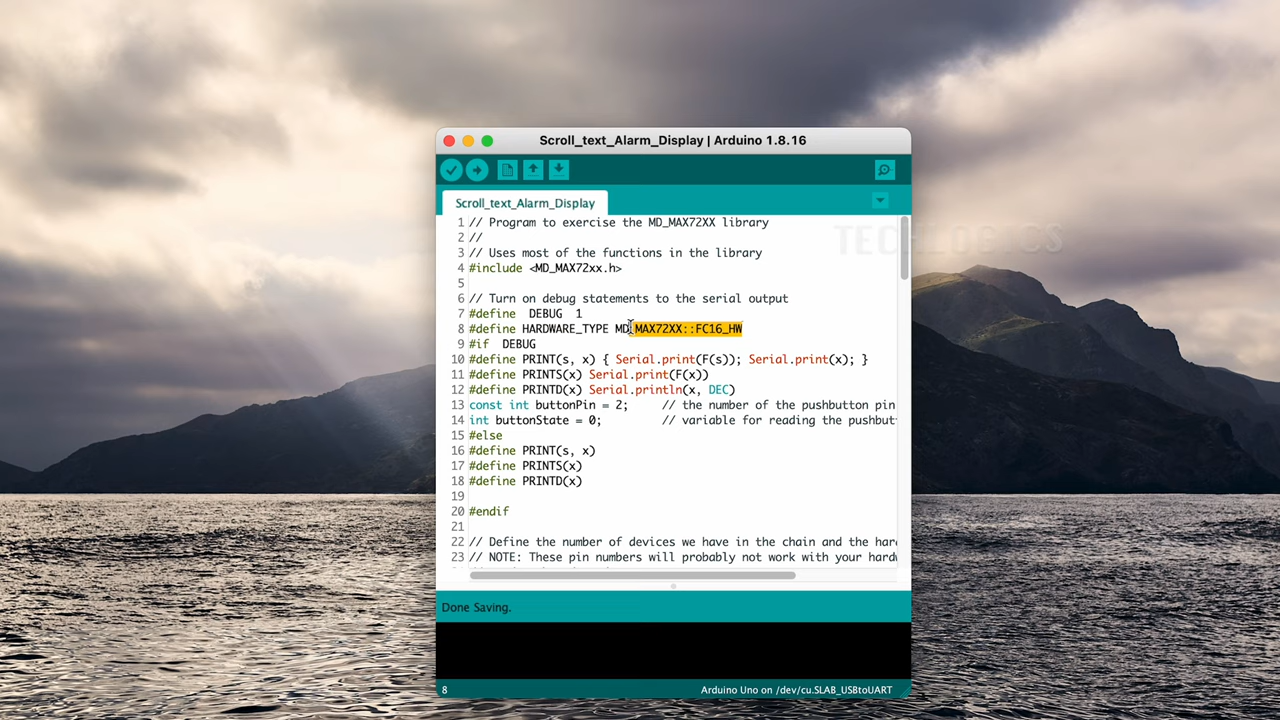 Scroll_text_Alarm_Display | Arduino 1.8.16
Scroll_text_Alarm_Display
TECHLOGICS
1 // Program to exercise the MD_MAX72XX library
2 //
3 // Uses most of the functions in the library
4 #include <MD_MAX72xx.h>
5
6 // Turn on debug statements to the serial output
7 #define  DEBUG  1
8 #define HARDWARE_TYPE MD_MAX72XX::FC16_HW
9 #if  DEBUG
10 #define PRINT(s, x) { Serial.print(F(s)); Serial.print(x); }
11 #define PRINTS(x) Serial.print(F(x))
12 #define PRINTD(x) Serial.println(x, DEC)
13 const int buttonPin = 2;     // the number of the pushbutton pin
14 int buttonState = 0;         // variable for reading the pushbut
15 #else
16 #define PRINT(s, x)
17 #define PRINTS(x)
18 #define PRINTD(x)
19
20 #endif
21
22 // Define the number of devices we have in the chain and the har
23 // NOTE: These pin numbers will probably not work with your hardw
Done Saving.
8
Arduino Uno on /dev/cu.SLAB_USBtoUART